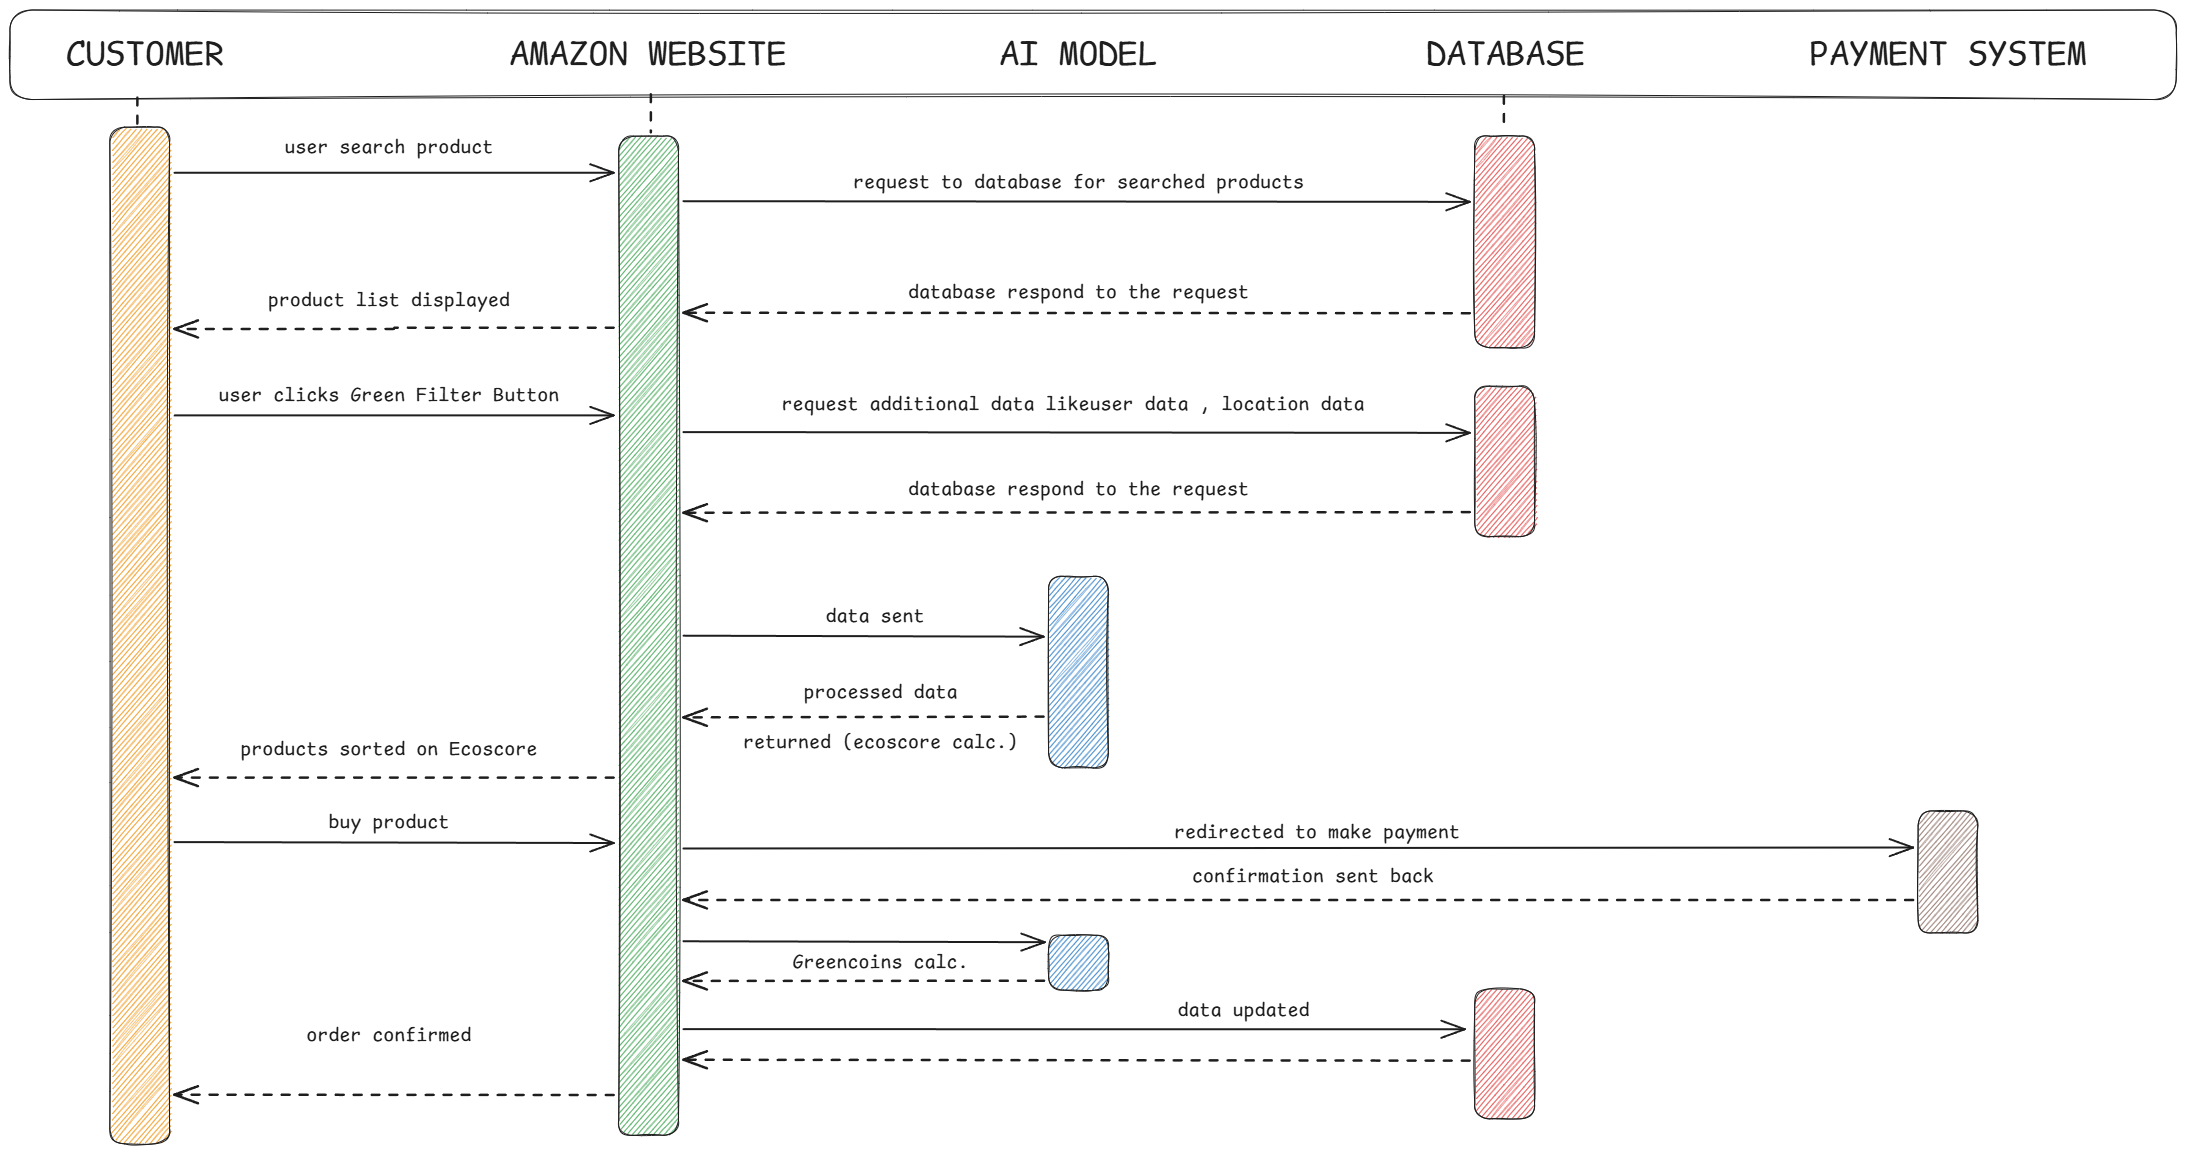 CUSTOMER
AMAZON WEBSITE
AI MODEL
DATABASE
PAYMENT SYSTEM
user search product
request to database for searched products
database respond to the request
product list displayed
user clicks Green Filter Button
request additional data likeuser data , location data
database respond to the request
data sent
processed data
returned (ecoscore calc.)
products sorted on Ecoscore
buy product
redirected to make payment
confirmation sent back
Greencoins calc.
data updated
order confirmed